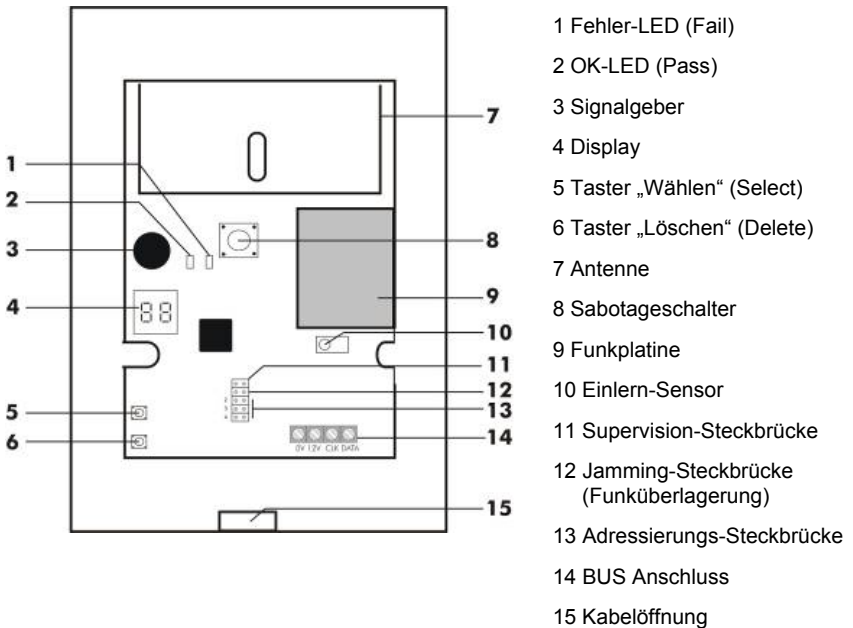 1
2
3
4
5
6
7
8
9
10
11
12
13
14
15
2
3
4
0V 12V CLK DATA
1 Fehler-LED (Fail)
2 OK-LED (Pass)
3 Signalgeber
4 Display
5 Taster „Wählen“ (Select)
6 Taster „Löschen“ (Delete)
7 Antenne
8 Sabotageschalter
9 Funkplatine
10 Einlern-Sensor
11 Supervision-Steckbrücke
12 Jamming-Steckbrücke
(Funküberlagerung)
13 Adressierungs-Steckbrücke
14 BUS Anschluss
15 Kabelöffnung